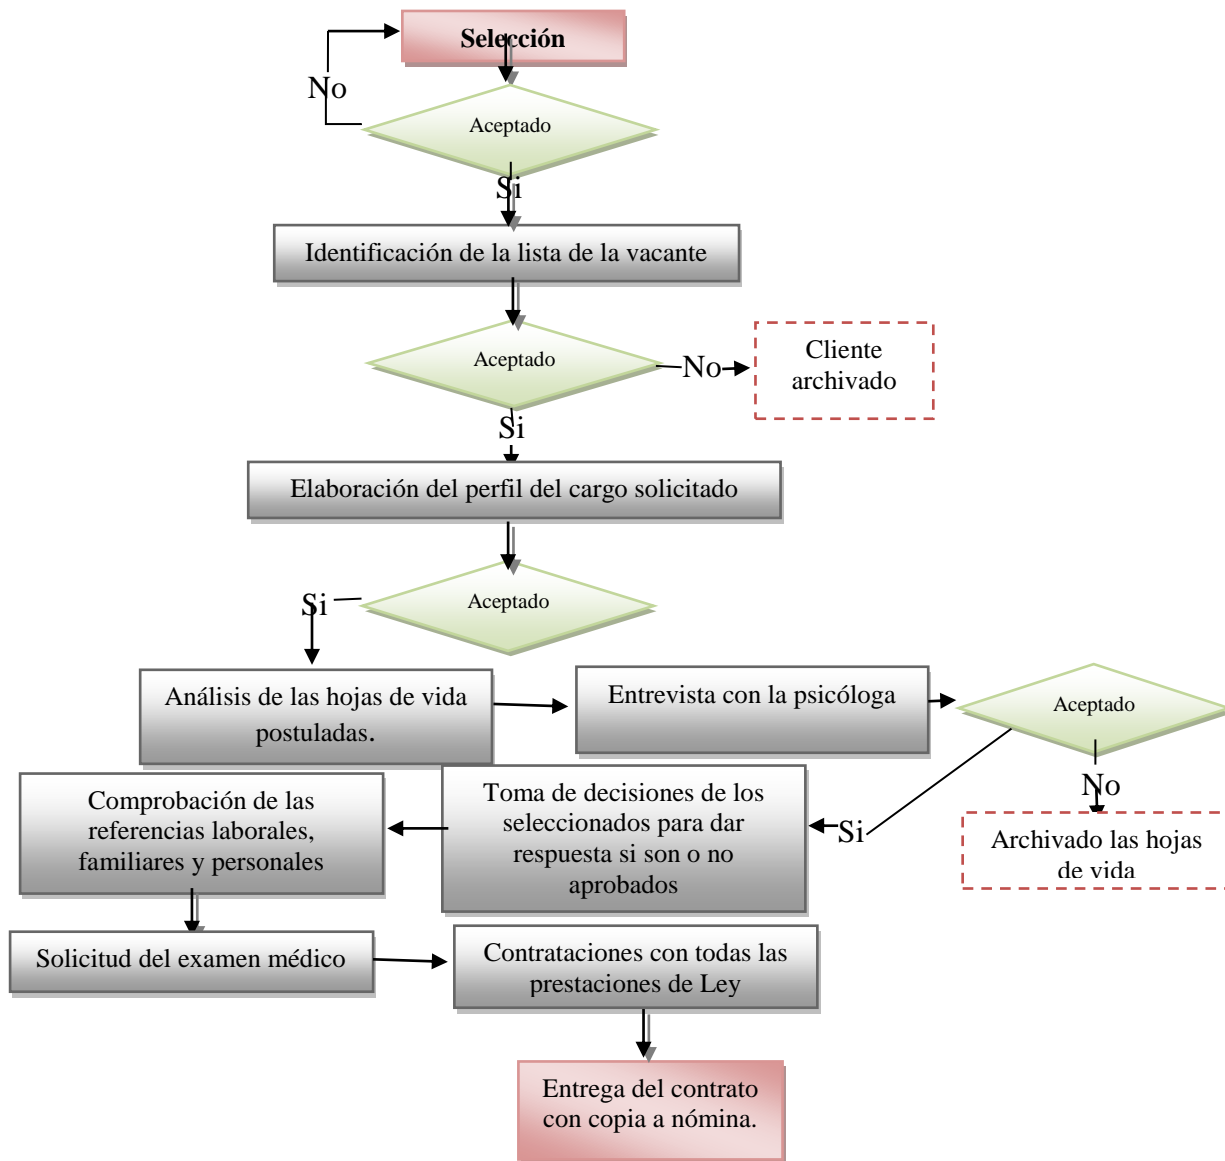 Selección
No
Aceptado
Si
Identificación de la lista de la vacante
Aceptado
No
Cliente
archivado
Si
Elaboración del perfil del cargo solicitado
Aceptado
Si
Análisis de las hojas de vida
postuladas.
Entrevista con la psicóloga
Aceptado
No
Archivado las hojas
de vida
Si
Toma de decisiones de los
seleccionados para dar
respuesta si son o no
aprobados
Comprobación de las
referencias laborales,
familiares y personales
Solicitud del examen médico
Contrataciones con todas las
prestaciones de Ley
Entrega del contrato
con copia a nómina.